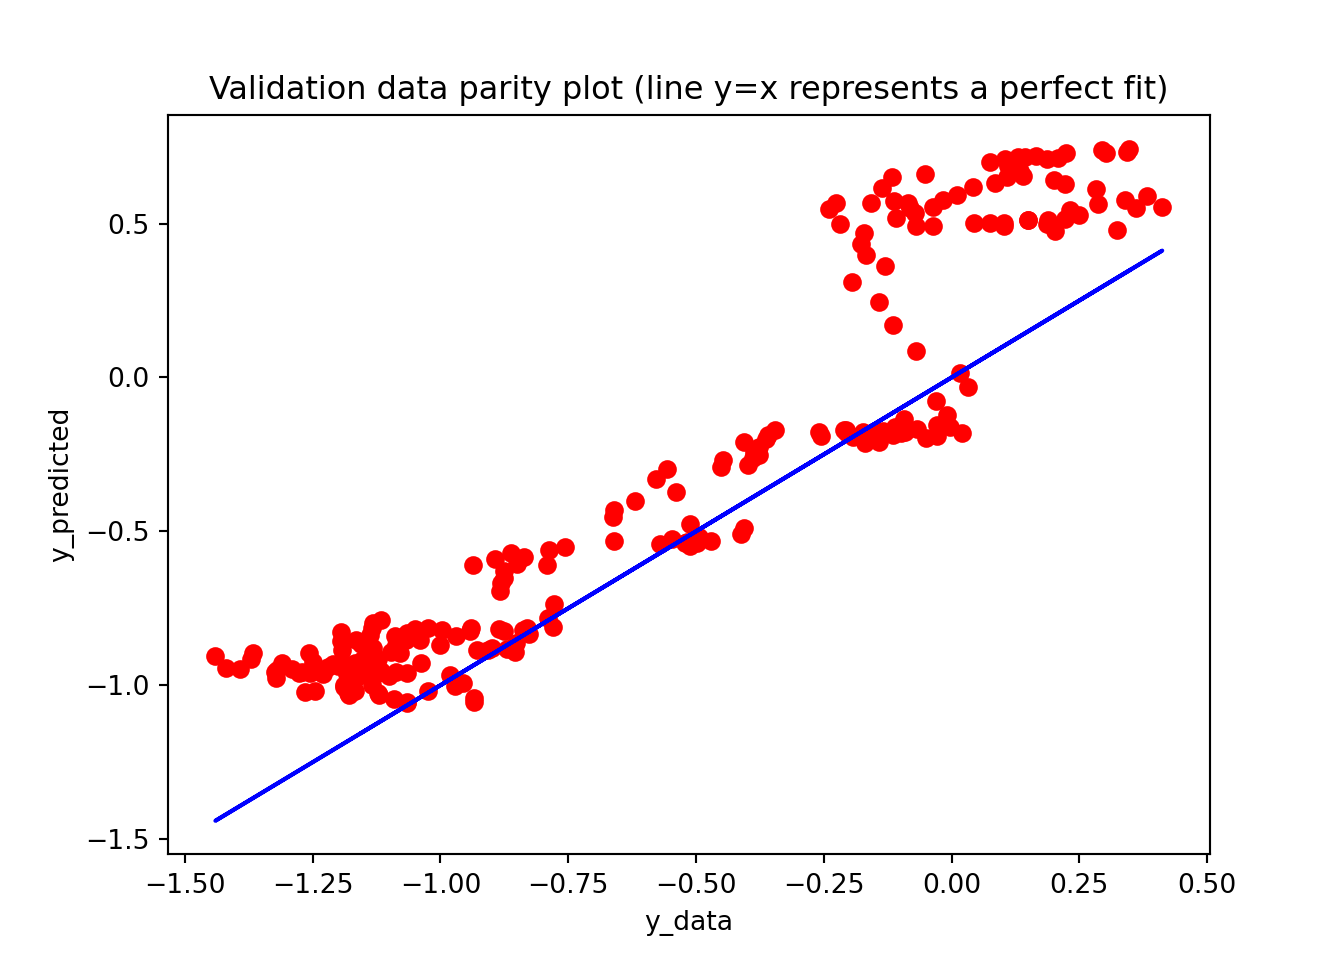 Validation data parity plot (line y=x represents a perfect fit)
y_predicted
0.5
0.0
−0.5
−1.0
−1.5
−1.50 −1.25 −1.00 −0.75 −0.50 −0.25 0.00 0.25 0.50
y_data